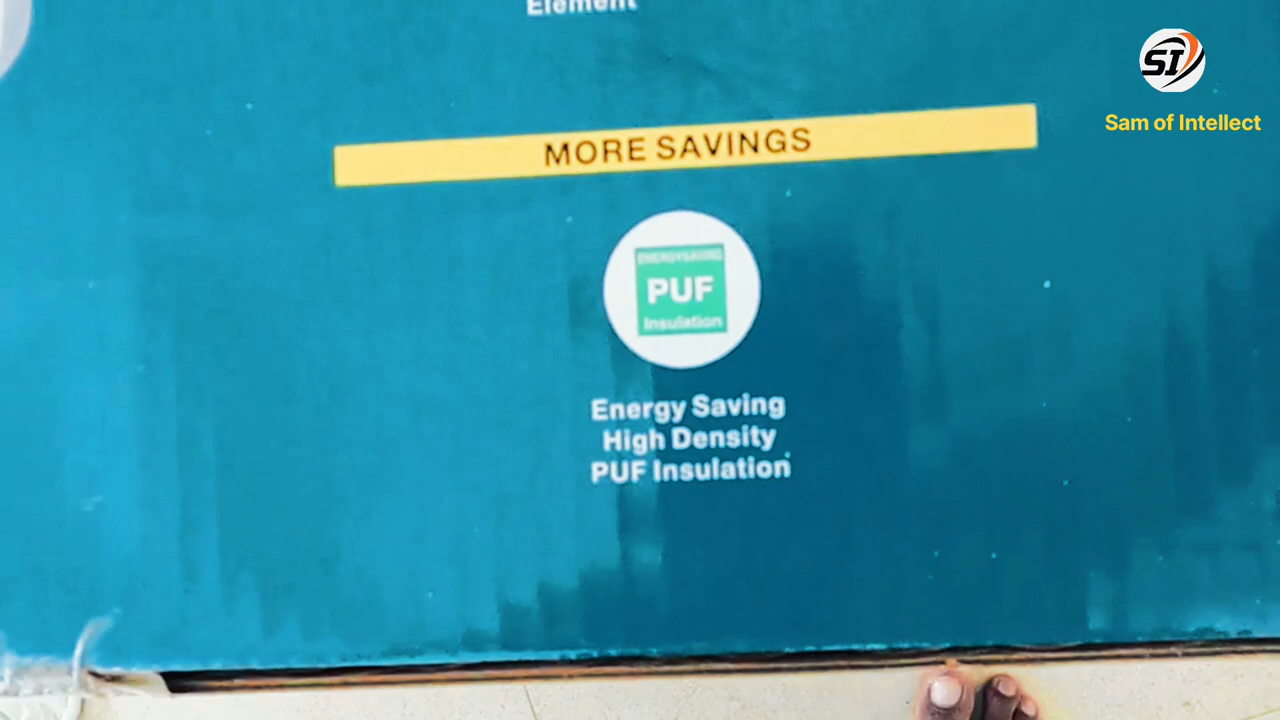 Element
SI
Sam of Intellect
MORE SAVINGS
ENERGY SAVING
PUF
Insulation
Energy Saving
High Density
PUF Insulation